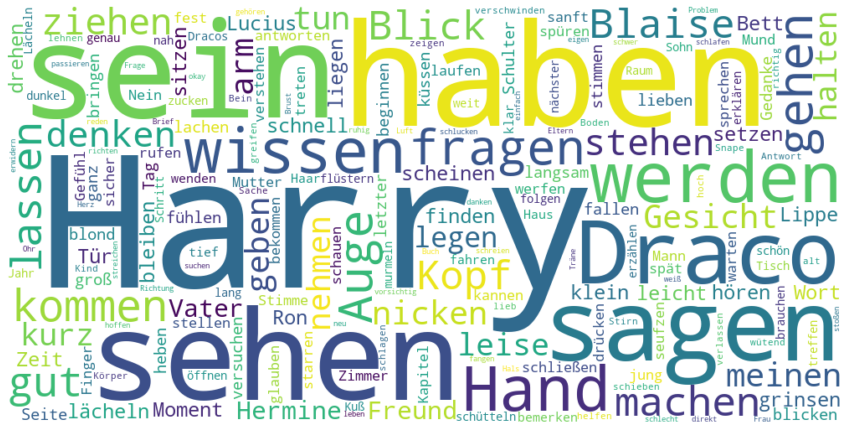 ziehen
Lucius
tun
Blick
verschwinden
sanft
Blaise
Problem
Bett
gehören
Lächeln
fest
Dracos
antworten
spüren
Mund
drehen
lehnen
genau
nah
sitzen
arm
zeigen
Sohn
eigen
schwer
schlafen
gehen
halten
passieren
Frage
okay
küssen
laufen
Schulter
stimmen
bringen
dunkel
Nein
zucken
Bein
verstehen
treten
liegen
beginnen
klar
weit
nächster
Raum
richtig
einfach
sein
haben
lieben
sprechen
erklären
Gedanke
denken
lachen
Brust
schnell
ruhig
Luft
schlucken
Boden
Eltern
stehen
setzen
reden
Brief
rufen
greifen
Snape
Antwort
lassen
erwidern
richten
Gefühl
ganz
sicher
Tag
wissen
fragen
wenden
Mutter
Haar
flüstern
scheinen
langsam
werfen
hoch
werden
Herz
Schritt
Sache
folgen
danken
Harry
fühlen
geben
bekommen
schauen
Auge
letzter
finden
Haus
fallen
Gesicht
Lippe
blond
bleiben
Tür
Ohr
suchen
tief
legen
erzählen
Draco
Mann
warten
schön
Jahr
Kind
groß
streichen
murmeln
fahren
Kopf
schreien
spät
Tisch
alt
Richtung
lang
nehmen
Buch
kannen
Träne
weiß
kommen
Vater
Stimme
vorsichtig
lieb
klein
leicht
hören
Wort
hoffen
stellen
Ron
neu
nicken
Stirn
drücken
seufzen
brauchen
treffen
kurz
sehen
versuchen
starren
schlagen
leise
sagen
verlassen
wütend
stoßen
Zeit
Finger
heben
glauben
Kapitel
fangen
Hals
schließen
gut
Körper
öffnen
Zimmer
Hand
jung
schieben
meinen
Seite
lächeln
Moment
Hermine
Kuß
leben
Freund
schütteln
bemerken
helfen
machen
schlecht
direkt
grinsen
Frau
blicken